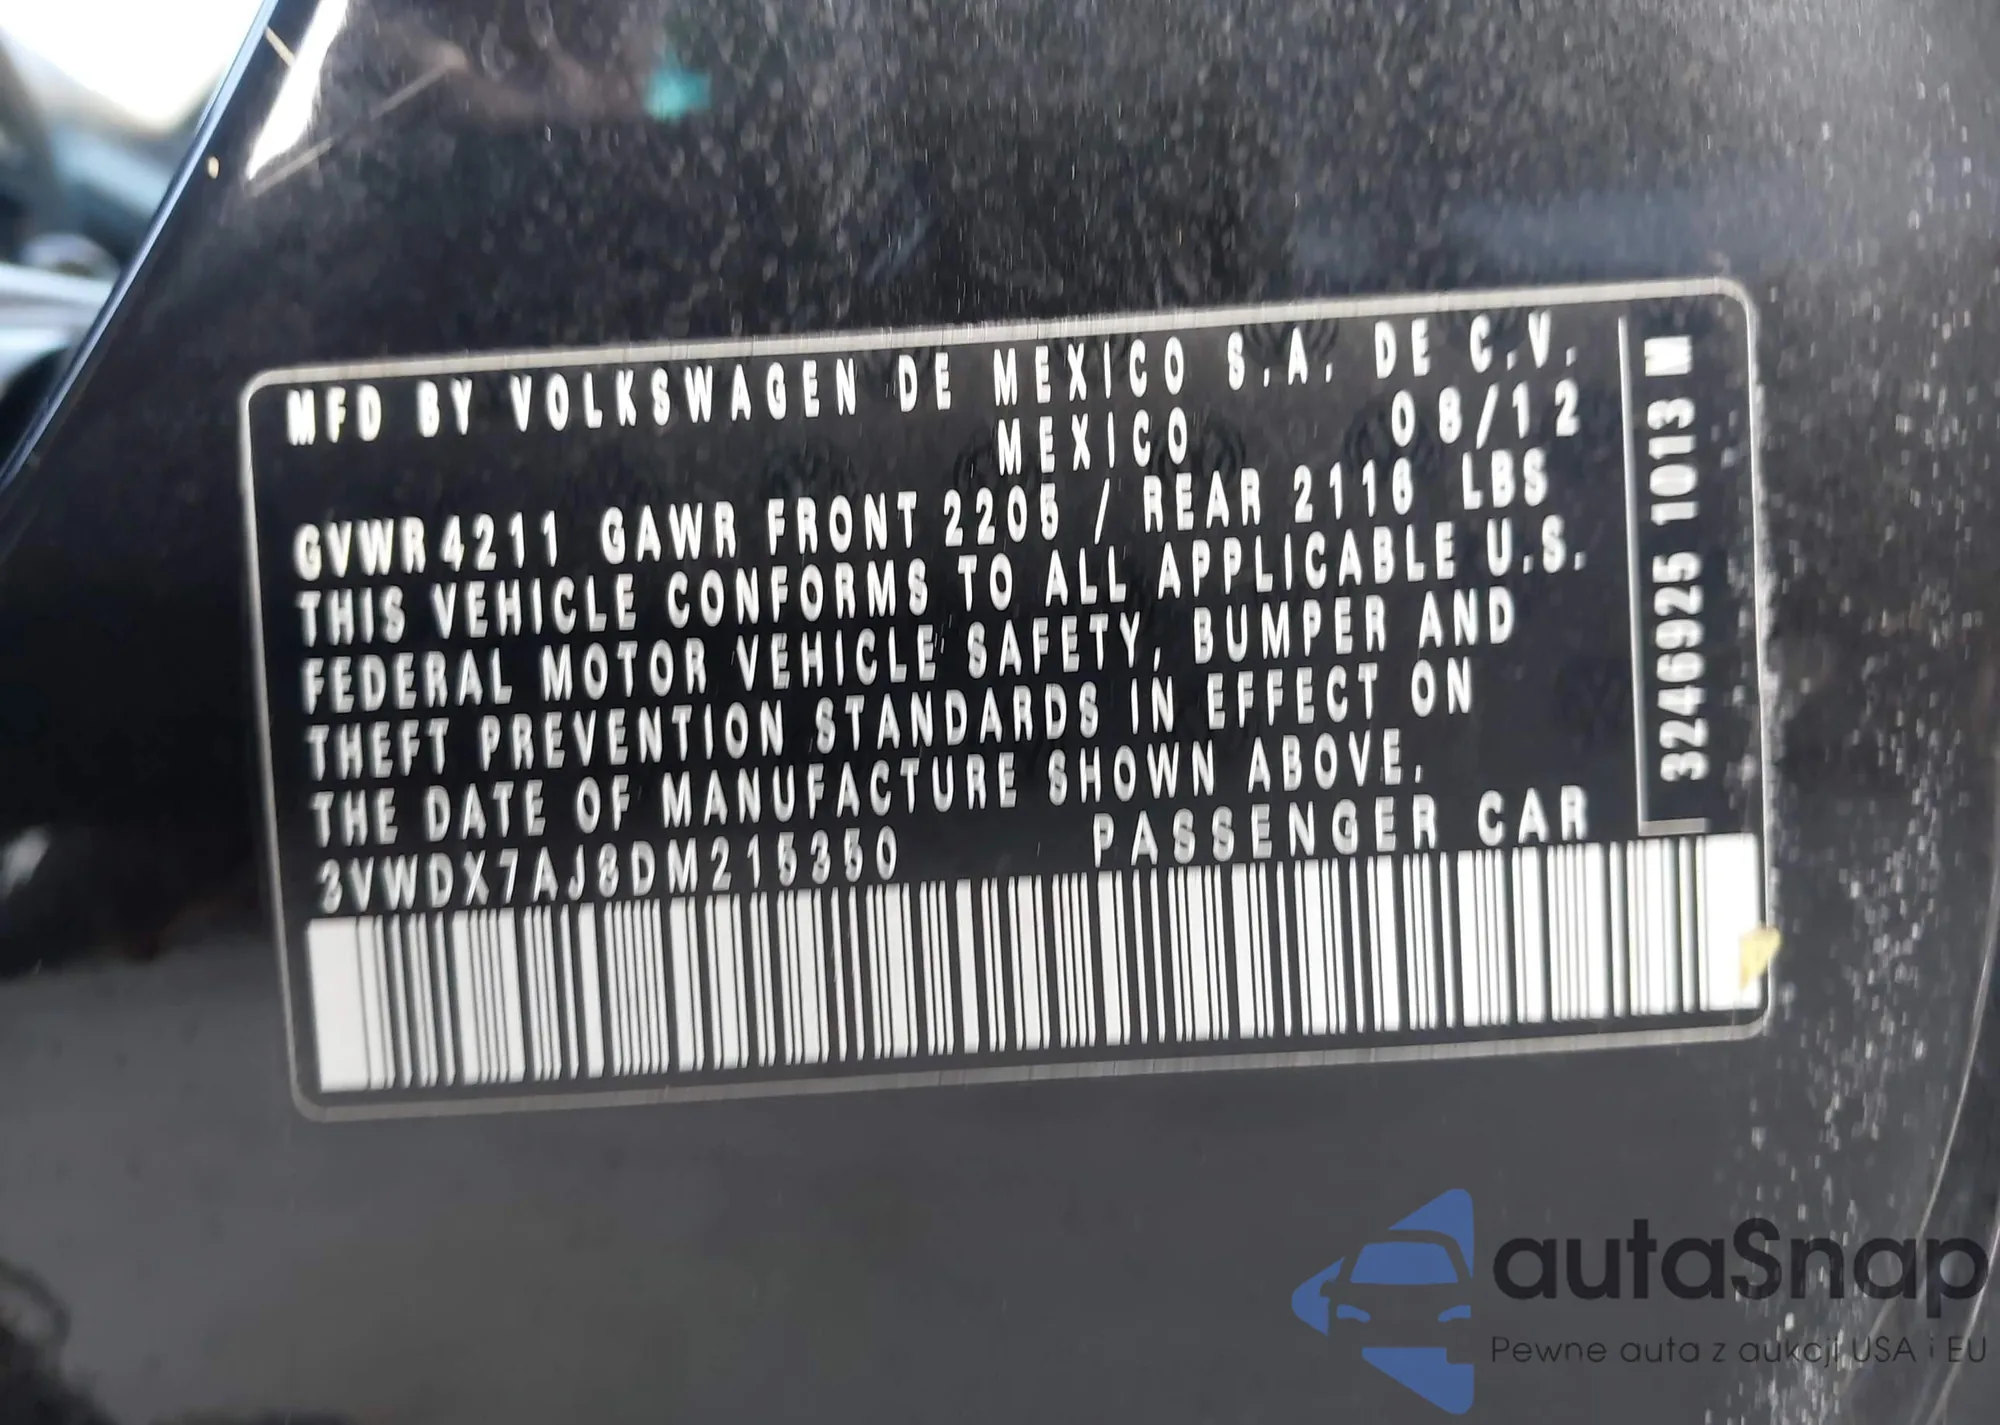 MFD BY VOLKSWAGEN DE MEXICO S.A. DE C.V.
MEXICO 08/12
GVWR 4211 GAWR FRONT 2205 / REAR 2116 LBS
THIS VEHICLE CONFORMS TO ALL APPLICABLE U.S.
FEDERAL MOTOR VEHICLE SAFETY, BUMPER AND
THEFT PREVENTION STANDARDS IN EFFECT ON
THE DATE OF MANUFACTURE SHOWN ABOVE.
3VWDX7AJ8DM215350 PASSENGER CAR
3246925 1013 M
autaSnap
Pewne auta z aukcji USA i EU